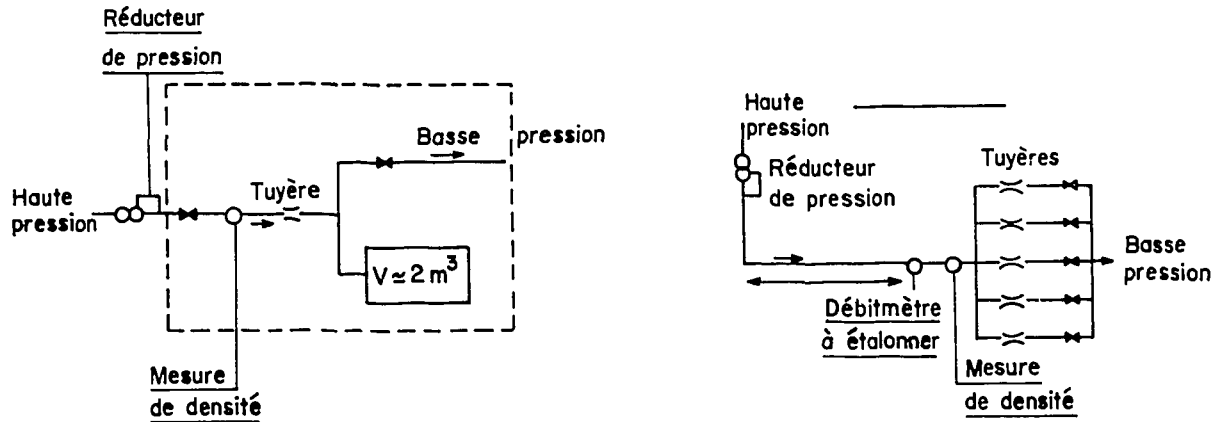 Réducteur
de pression
Haute
pression
Tuyère
Basse pression
V ≃ 2 m³
Mesure
de densité
Haute
pression
Réducteur
de pression
Tuyères
Débitmètre
à étalonner
Mesure
de densité
Basse
pression